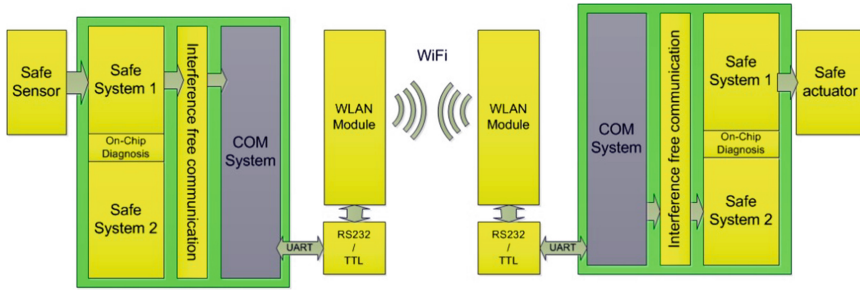 Safe
Sensor
Safe
System 1
On-Chip
Diagnosis
Safe
System 2
Interference free communication
COM
System
UART
WLAN
Module
RS232
/
TTL
WiFi
WLAN
Module
RS232
/
TTL
UART
COM
System
Interference free communication
Safe
System 1
On-Chip
Diagnosis
Safe
System 2
Safe
actuator